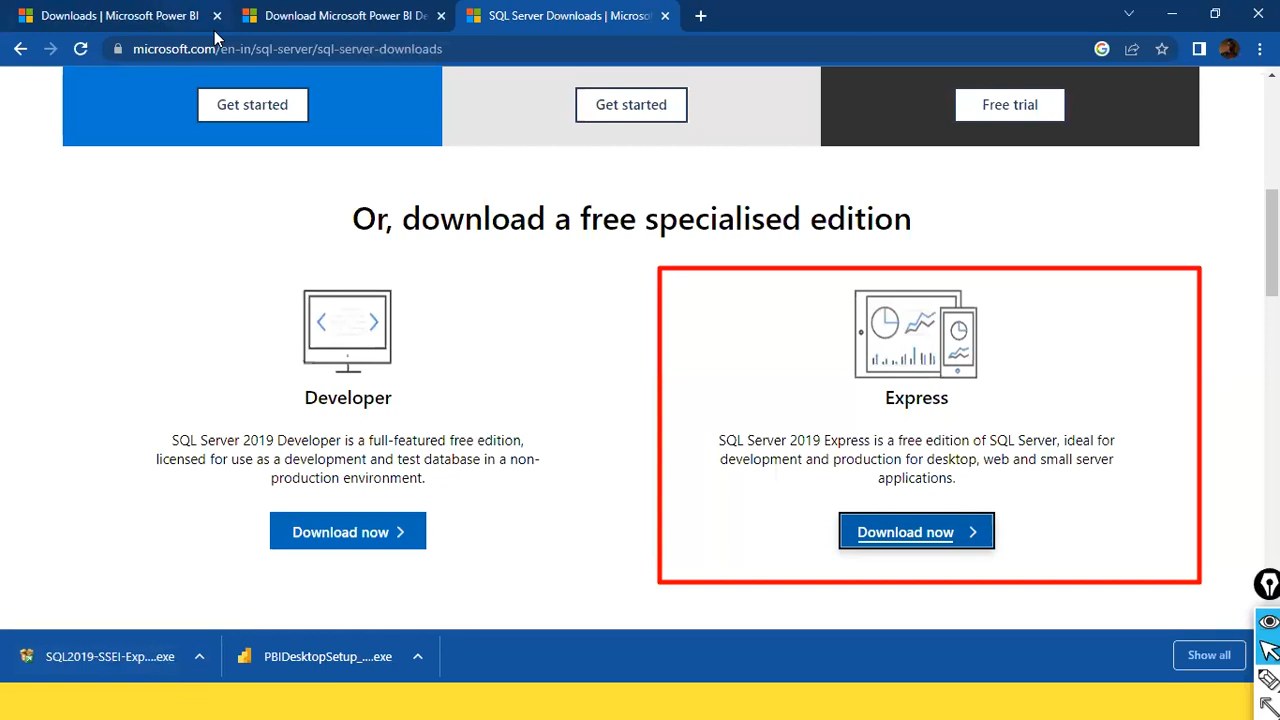 Downloads | Microsoft Power BI
Download Microsoft Power BI De
SQL Server Downloads | Microso
microsoft.com/en-in/sql-server/sql-server-downloads
Get started
Get started
Free trial
Or, download a free specialised edition
Developer
SQL Server 2019 Developer is a full-featured free edition,
licensed for use as a development and test database in a non-
production environment.
Download now
Express
SQL Server 2019 Express is a free edition of SQL Server, ideal for
development and production for desktop, web and small server
applications.
Download now
SQL2019-SSEI-Exp....exe
PBIDesktopSetup_....exe
Show all